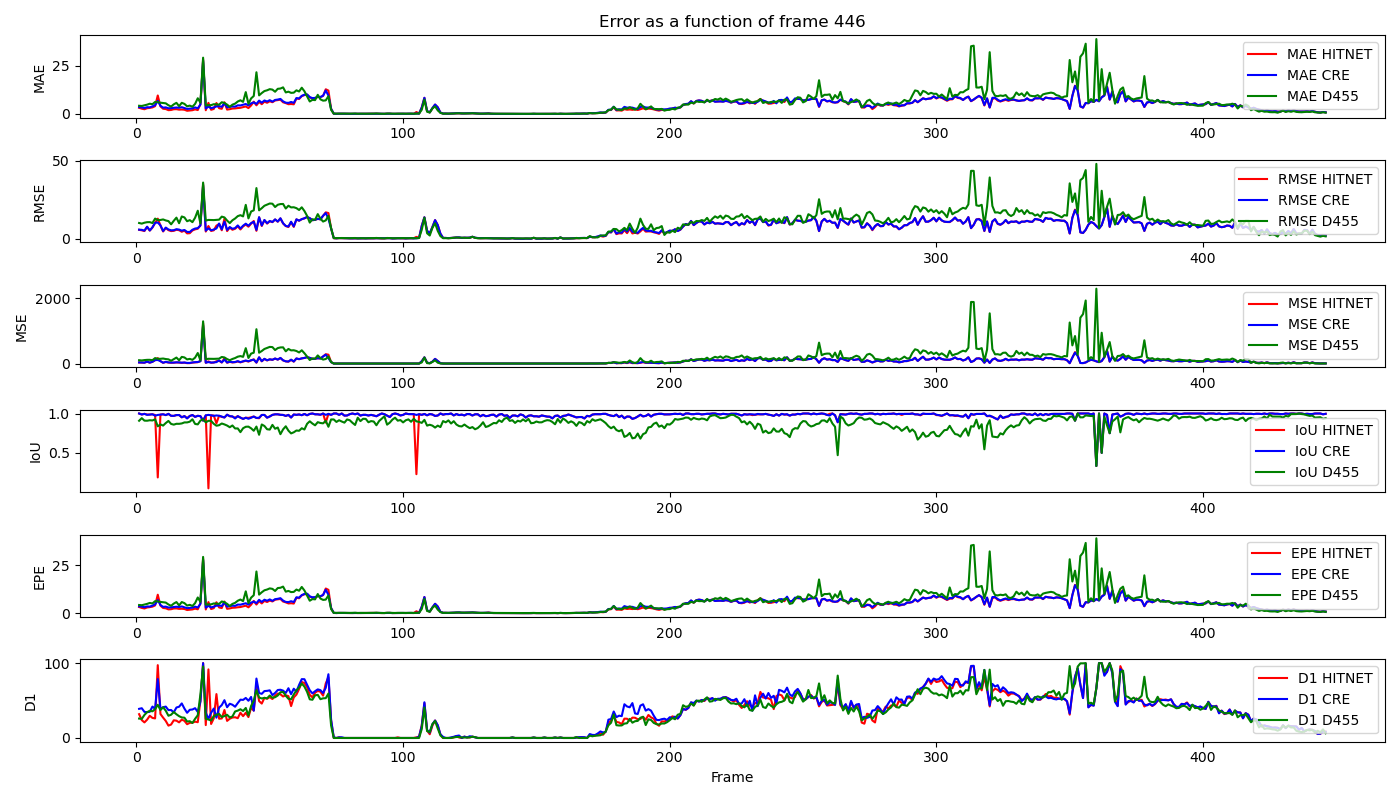 Error as a function of frame 446
MAE
25
0
MAE HITNET
MAE CRE
MAE D455
0 100 200 300 400
RMSE
50
0
RMSE HITNET
RMSE CRE
RMSE D455
0 100 200 300 400
MSE
2000
0
MSE HITNET
MSE CRE
MSE D455
0 100 200 300 400
IoU
1.0
0.5
IoU HITNET
IoU CRE
IoU D455
0 100 200 300 400
EPE
25
0
EPE HITNET
EPE CRE
EPE D455
0 100 200 300 400
D1
100
0
D1 HITNET
D1 CRE
D1 D455
0 100 200 300 400
Frame